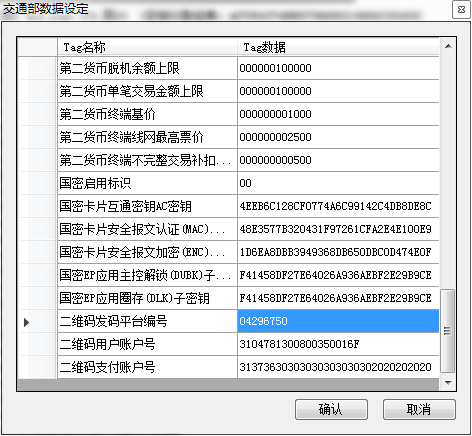 交通部数据设定
Tag名称 Tag数据
第二货币脱机余额上限 000000100000
第二货币单笔交易金额上限 000000100000
第二货币终端基价 000000001000
第二货币终端线网最高票价 000000002500
第二货币终端不完整交易补扣... 000000000500
国密启用标识 00
国密卡片互通密钥AC密钥 4EEB6C128CF0774A6C99142C4DB8DE8C
国密卡片安全报文认证(MAC)... 48E3577B320431F97261CFA2E4E100E9
国密卡片安全报文加密(ENC)... 1D6EA8DBB3949368DB650DBC0D474E0F
国密EP应用主控解锁(DUBK)子... F41458DF27E64026A936AEBF2E29B9CE
国密EP应用圈存(DLK)子密钥 F41458DF27E64026A936AEBF2E29B9CE
二维码发码平台编号 04296750
二维码用户账户号 3104781300800350016F
二维码支付账户号 31373630303030303030302020202020
确认 取消